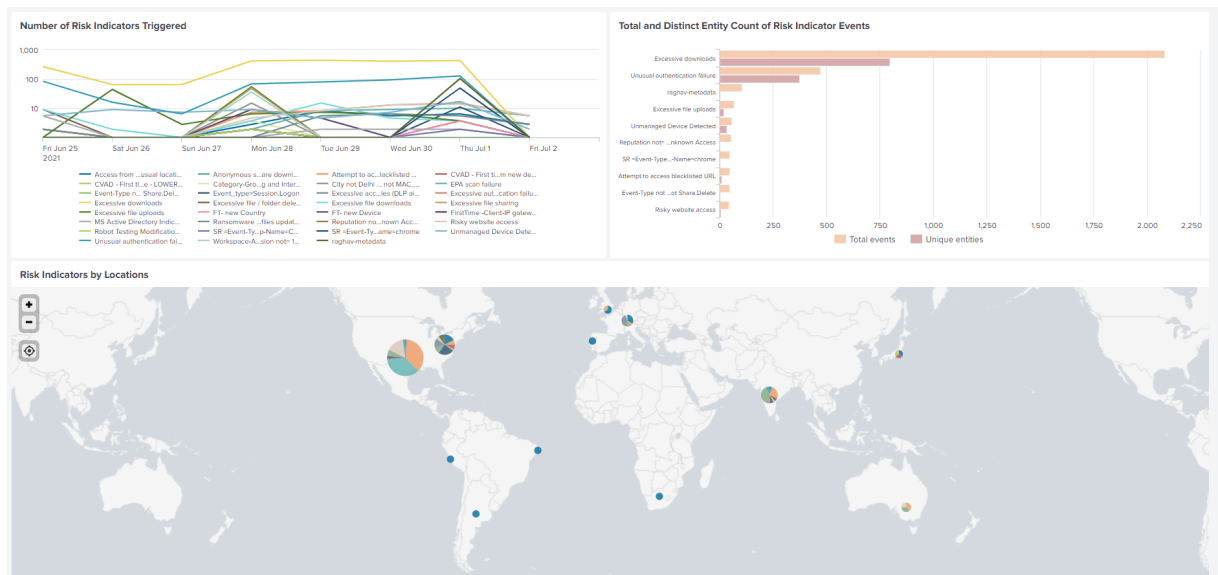 Number of Risk Indicators Triggered
1,000
100
10
Fri Jun 25
2021
Sat Jun 26
Sun Jun 27
Mon Jun 28
Tue Jun 29
Wed Jun 30
Thu Jul 1
Fri Jul 2
Access from ...usual locati...
Anonymous s...are downl...
Attempt to ac...lacklisted ...
CVAD - First ti...m new de...
CVAD - First ti...e - LOWER...
Category-Gro...g and Inter...
City not Delhi ... not MAC_...
EPA scan failure
Event-Type n... Share.Del...
Event_type=Session.Logon
Excessive acc...les (DLP al...
Excessive aut...cation failu...
Excessive downloads
Excessive file / folder dele...
Excessive file downloads
Excessive file sharing
Excessive file uploads
FT- new Country
FT- new Device
FirstTime -Client-IP gatew...
MS Active Directory Indic...
Ransomware ...files updat...
Reputation no...nown Acc...
Risky website access
Robot Testing Modificatio...
SR =Event-Ty...p-Name=C...
SR =Event-Ty...ame=chrome
Unmanaged Device Dete...
Unusual authentication fai...
Workspace-A...sion not= 1...
raghav-metadata
Total and Distinct Entity Count of Risk Indicator Events
Excessive downloads
Unusual authentication failure
raghav-metadata
Excessive file uploads
Unmanaged Device Detected
Reputation not= ...nknown Access
SR =Event-Type...-Name=chrome
Attempt to access blacklisted URL
Event-Type not ...ot Share.Delete
Risky website access
0
250
500
750
1,000
1,250
1,500
1,750
2,000
2,250
Total events
Unique entities
Risk Indicators by Locations
+
−